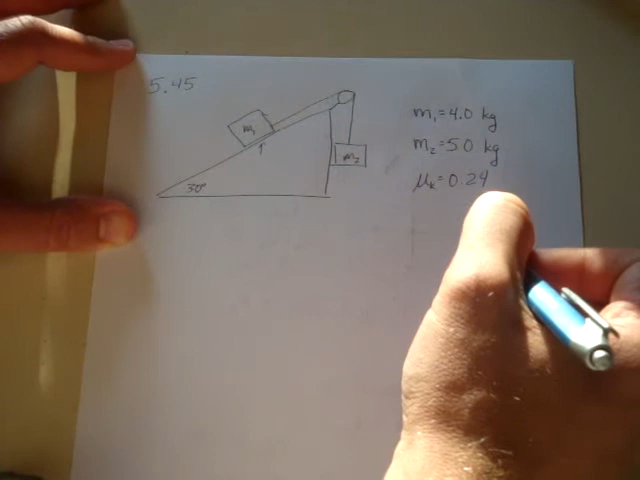 5.45
m₁
m₂
30°
m₁=4.0 kg
m₂=5.0 kg
μₖ=0.24